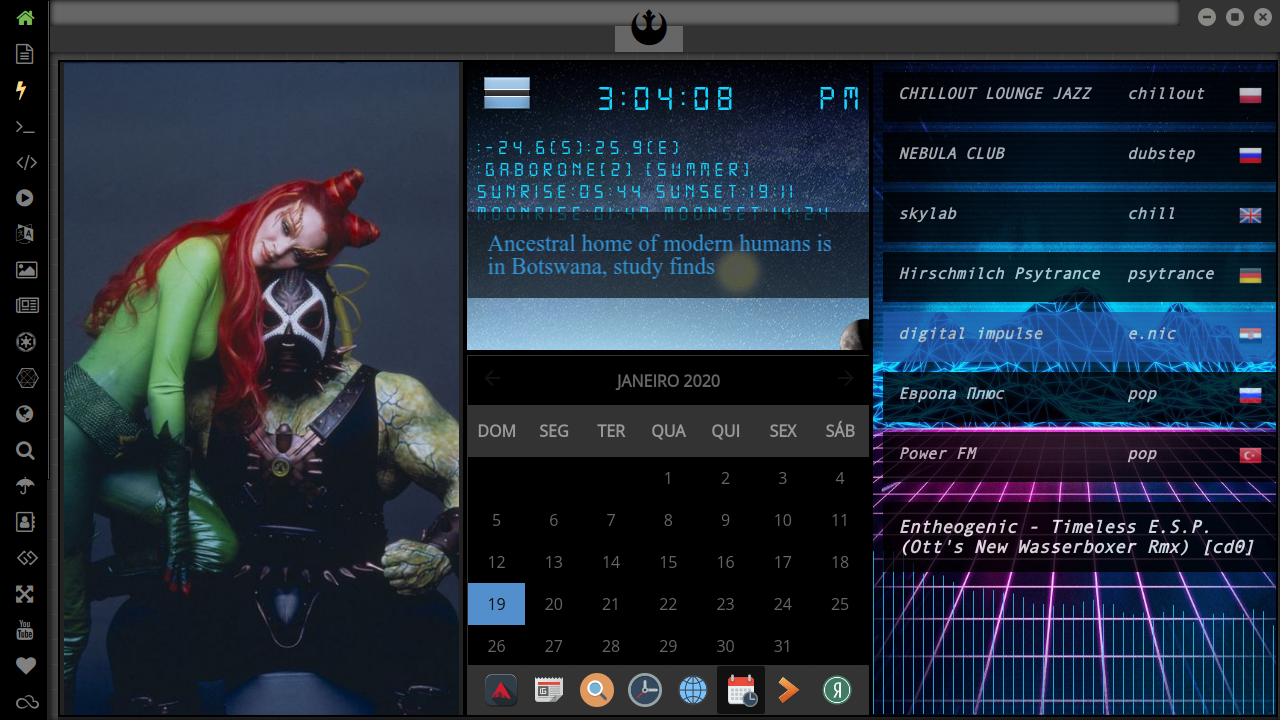 3:04:08 PM
:-24.6(S):25.9(E)
:GABORONE(2) (SUMMER)
SUNRISE:05:44 SUNSET:19:11
MOONRISE:01:40 MOONSET:14:24
Ancestral home of modern humans is
in Botswana, study finds
JANEIRO 2020
DOM SEG TER QUA QUI SEX SÁB
1 2 3 4
5 6 7 8 9 10 11
12 13 14 15 16 17 18
19 20 21 22 23 24 25
26 27 28 29 30 31
CHILLOUT LOUNGE JAZZ chillout
NEBULA CLUB dubstep
skylab chill
Hirschmilch Psytrance psytrance
digital impulse e.nic
Европа Плюс pop
Power FM pop
Entheogenic - Timeless E.S.P.
(Ott's New Wasserboxer Rmx) [cd0]
You
Tube
Я